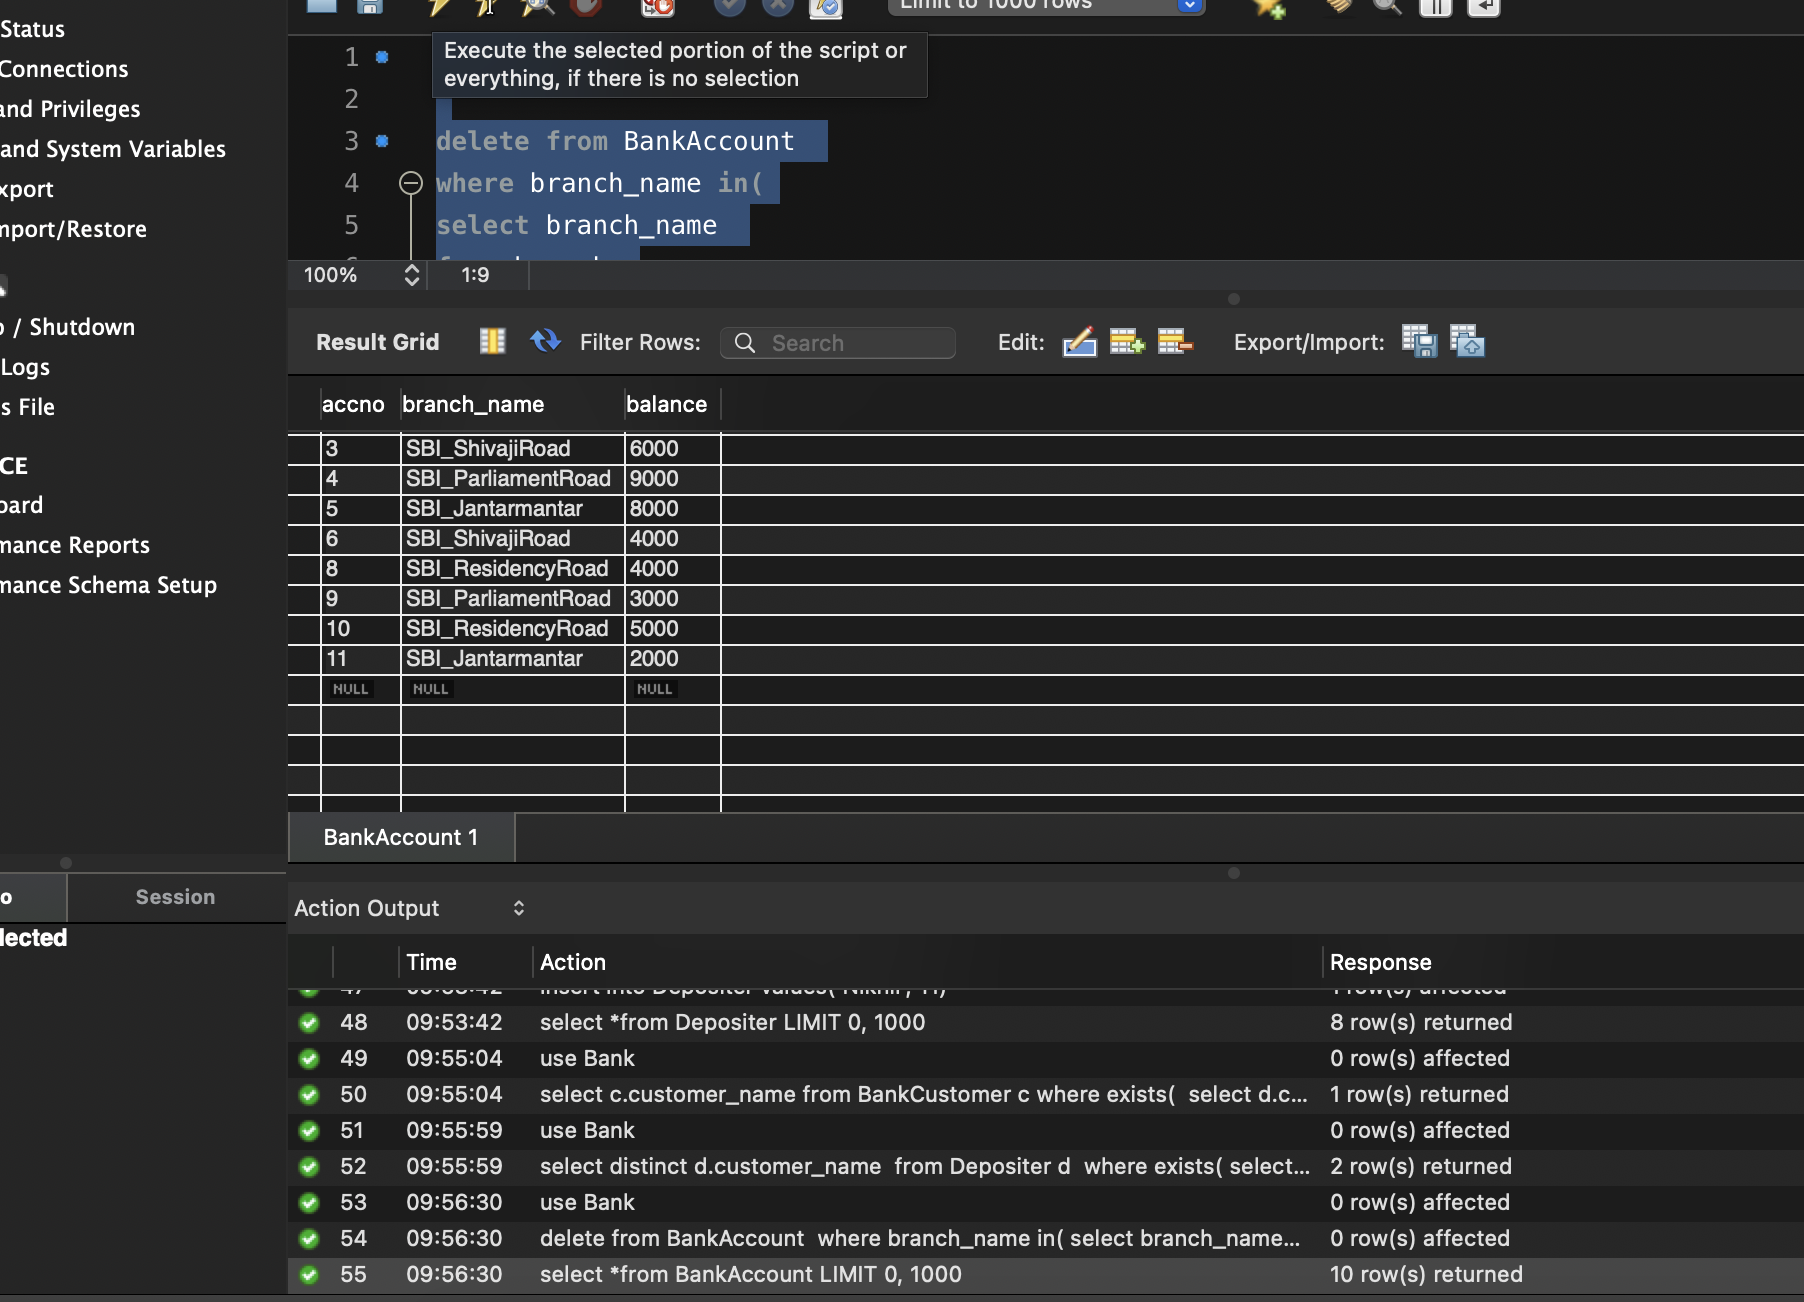 Status
Connections
and Privileges
and System Variables
xport
mport/Restore
/ Shutdown
Logs
s File
CE
oard
mance Reports
mance Schema Setup
o
Session
lected
Limit to 1000 rows
Execute the selected portion of the script or
everything, if there is no selection
1
2
3 delete from BankAccount
4 where branch_name in(
5 select branch_name
100% 1:9
Result Grid Filter Rows: Search Edit: Export/Import:
accno branch_name balance
3 SBI_ShivajiRoad 6000
4 SBI_ParliamentRoad 9000
5 SBI_Jantarmantar 8000
6 SBI_ShivajiRoad 4000
8 SBI_ResidencyRoad 4000
9 SBI_ParliamentRoad 3000
10 SBI_ResidencyRoad 5000
11 SBI_Jantarmantar 2000
NULL NULL NULL
BankAccount 1
Action Output
Time Action Response
48 09:53:42 select *from Depositer LIMIT 0, 1000 8 row(s) returned
49 09:55:04 use Bank 0 row(s) affected
50 09:55:04 select c.customer_name from BankCustomer c where exists( select d.c... 1 row(s) returned
51 09:55:59 use Bank 0 row(s) affected
52 09:55:59 select distinct d.customer_name from Depositer d where exists( select... 2 row(s) returned
53 09:56:30 use Bank 0 row(s) affected
54 09:56:30 delete from BankAccount where branch_name in( select branch_name... 0 row(s) affected
55 09:56:30 select *from BankAccount LIMIT 0, 1000 10 row(s) returned